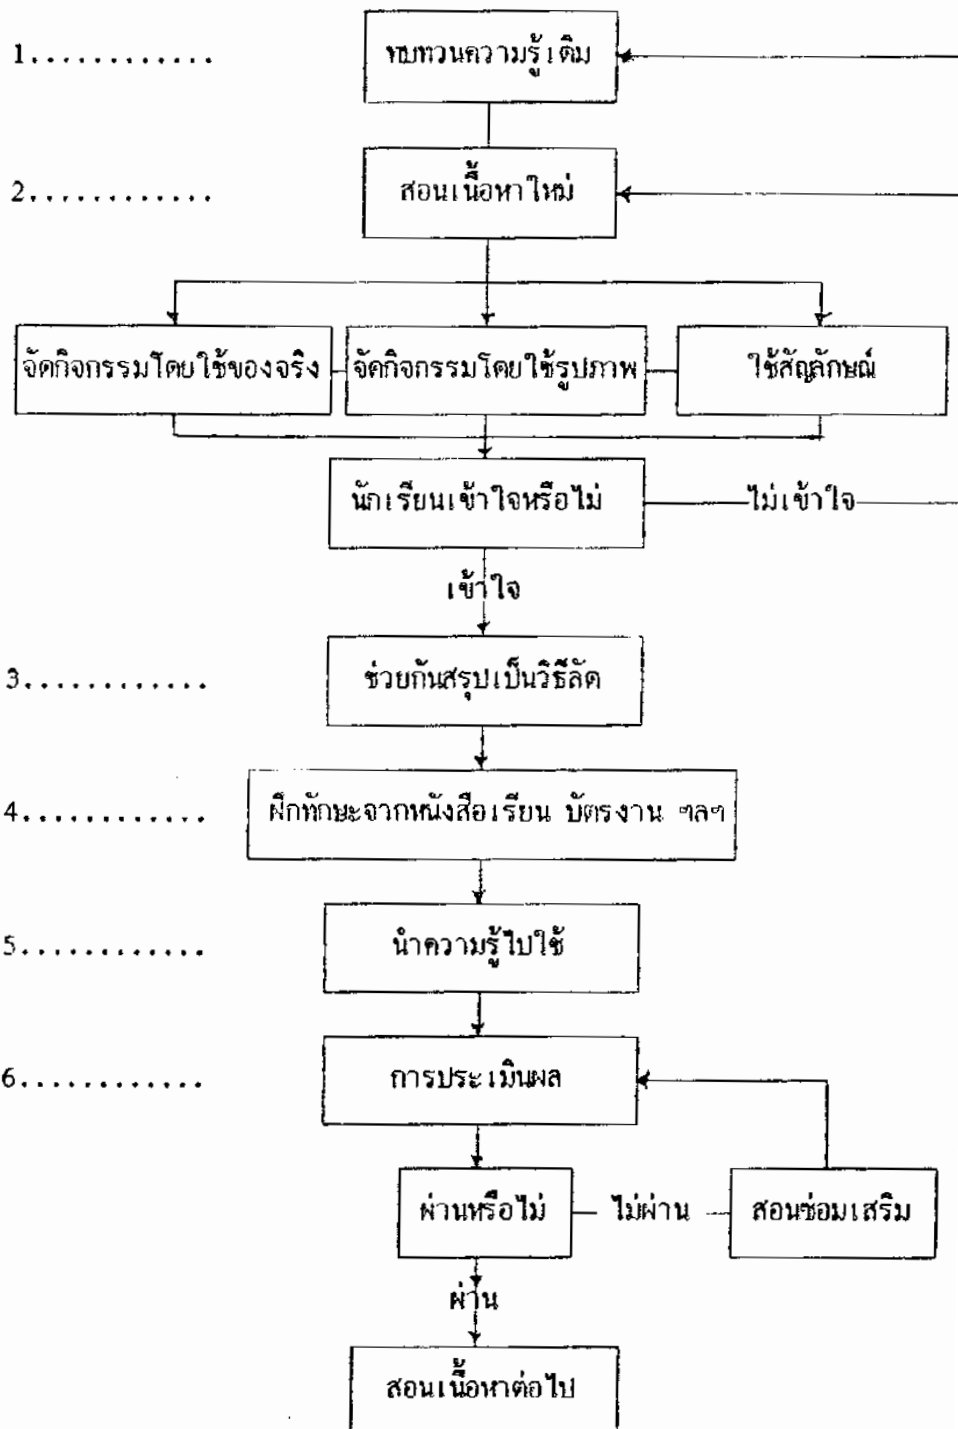 1............ ทบทวนความรู้เดิม
2............ สอนเนื้อหาใหม่
จัดกิจกรรมโดยใช้ของจริง จัดกิจกรรมโดยใช้รูปภาพ ใช้สัญลักษณ์
นักเรียนเข้าใจหรือไม่ ไม่เข้าใจ
เข้าใจ
3............ ช่วยกันสรุปเป็นวิธีลัด
4............ ฝึกทักษะจากหนังสือเรียน บัตรงาน ฯลฯ
5............ นำความรู้ไปใช้
6............ การประเมินผล
ผ่านหรือไม่ ไม่ผ่าน สอนซ่อมเสริม
ผ่าน
สอนเนื้อหาต่อไป